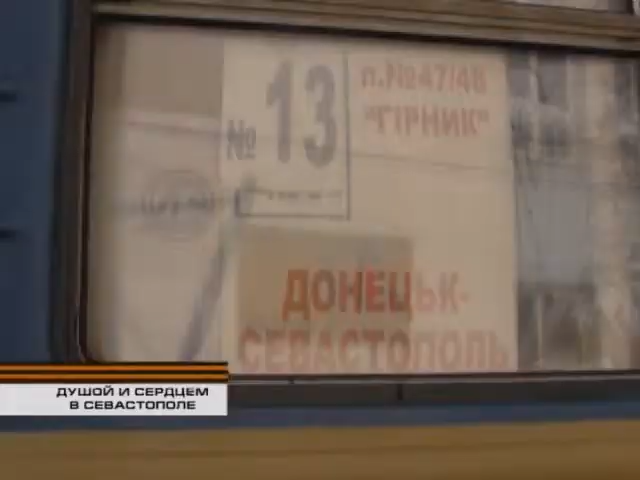 № 13
п.№47/48
"ГІРНИК"
ДОНЕЦЬК-
СЕВАСТОПОЛЬ
ДУШОЙ И СЕРДЦЕМ
В СЕВАСТОПОЛЕ